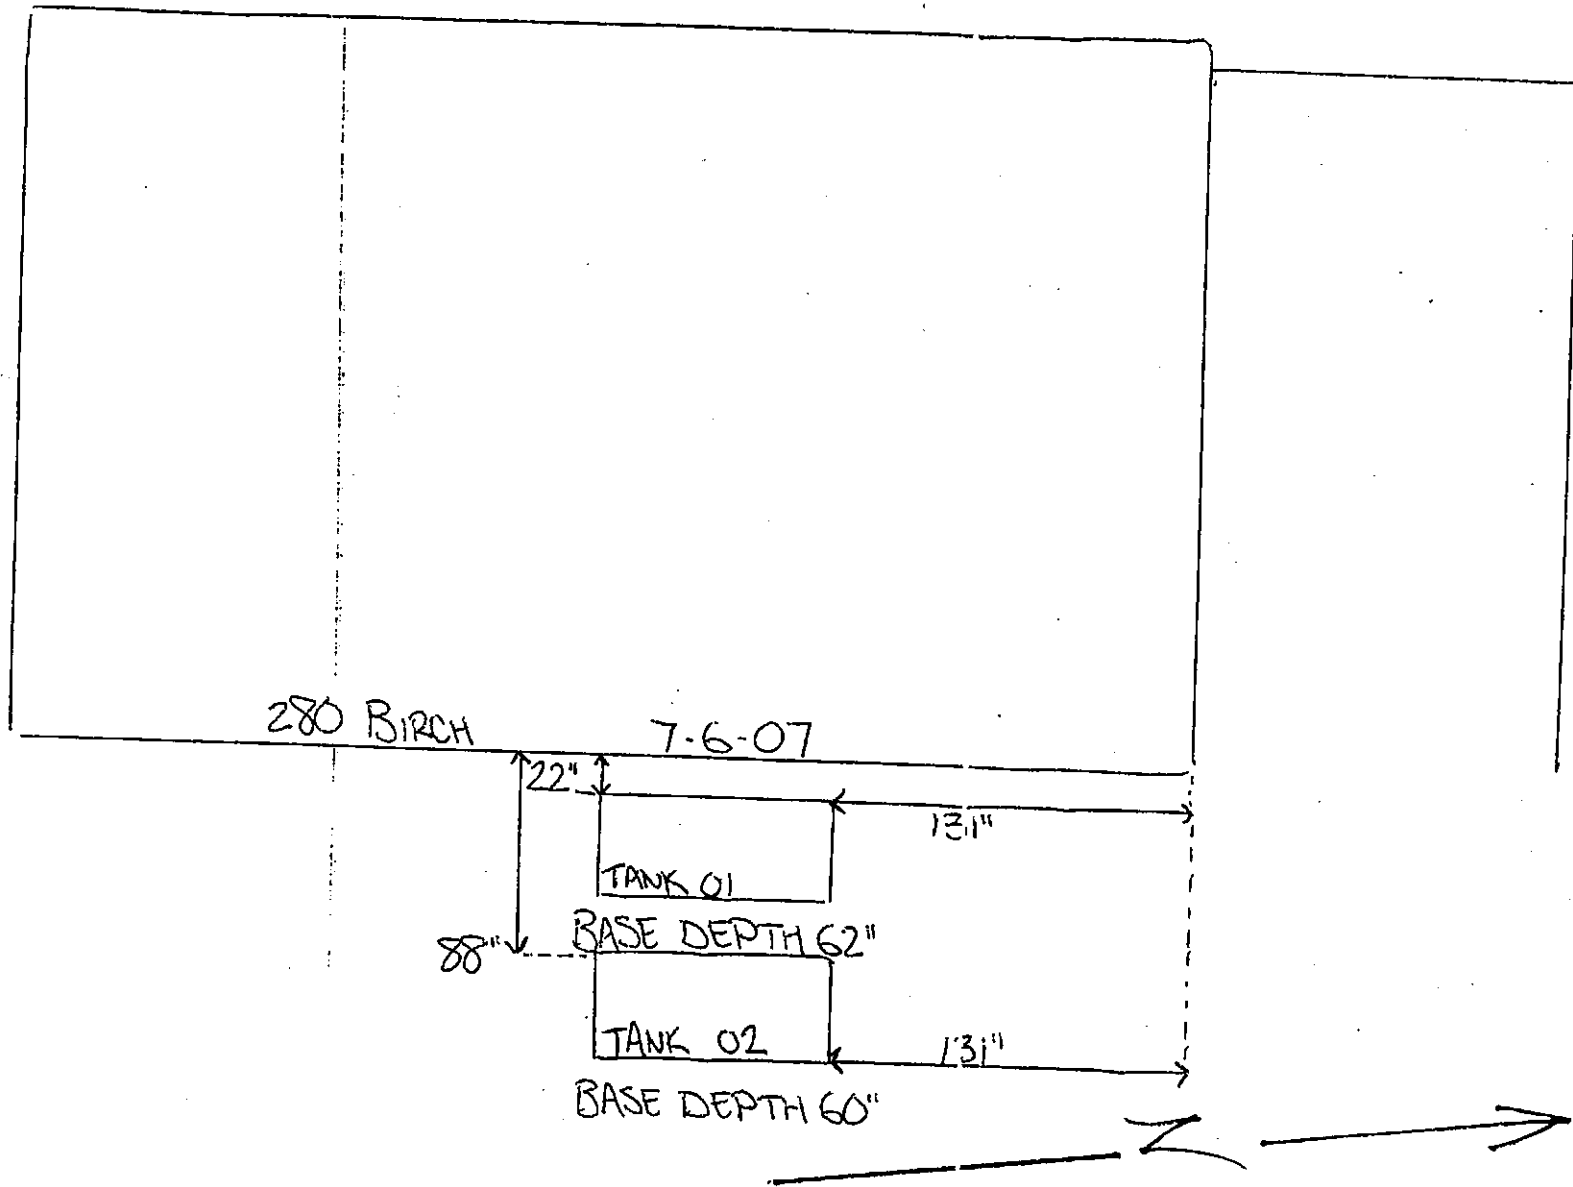 280 BIRCH
7-6-07
22"
131"
TANK 01
BASE DEPTH 62"
88"
TANK 02
131"
BASE DEPTH 60"
N